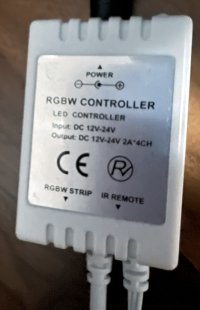 POWER
RGBW CONTROLLER
LED CONTROLLER
Input: DC 12V-24V
Output: DC 12V-24V 2A*4CH
CE
RGBW STRIP IR REMOTE